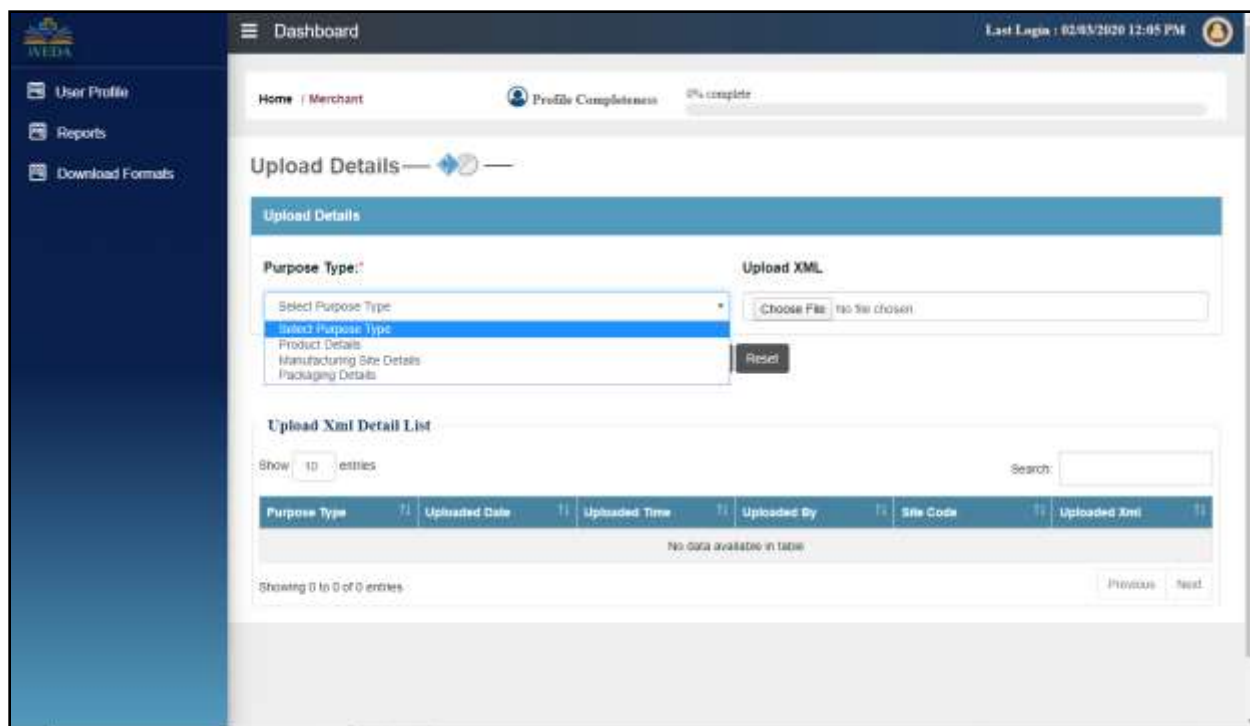 IVEDA
Dashboard
Last Login : 02/03/2020 12:05 PM
User Profile
Reports
Download Formats
Home / Merchant
Profile Completeness
0% complete
Upload Details
Upload Details
Purpose Type:*
Upload XML
Select Purpose Type
Choose File No file chosen
Select Purpose Type
Product Details
Manufacturing Site Details
Packaging Details
Reset
Upload Xml Detail List
Show 10 entries
Search:
Purpose Type Uploaded Date Uploaded Time Uploaded By Site Code Uploaded Xml
No data available in table
Showing 0 to 0 of 0 entries
Previous Next